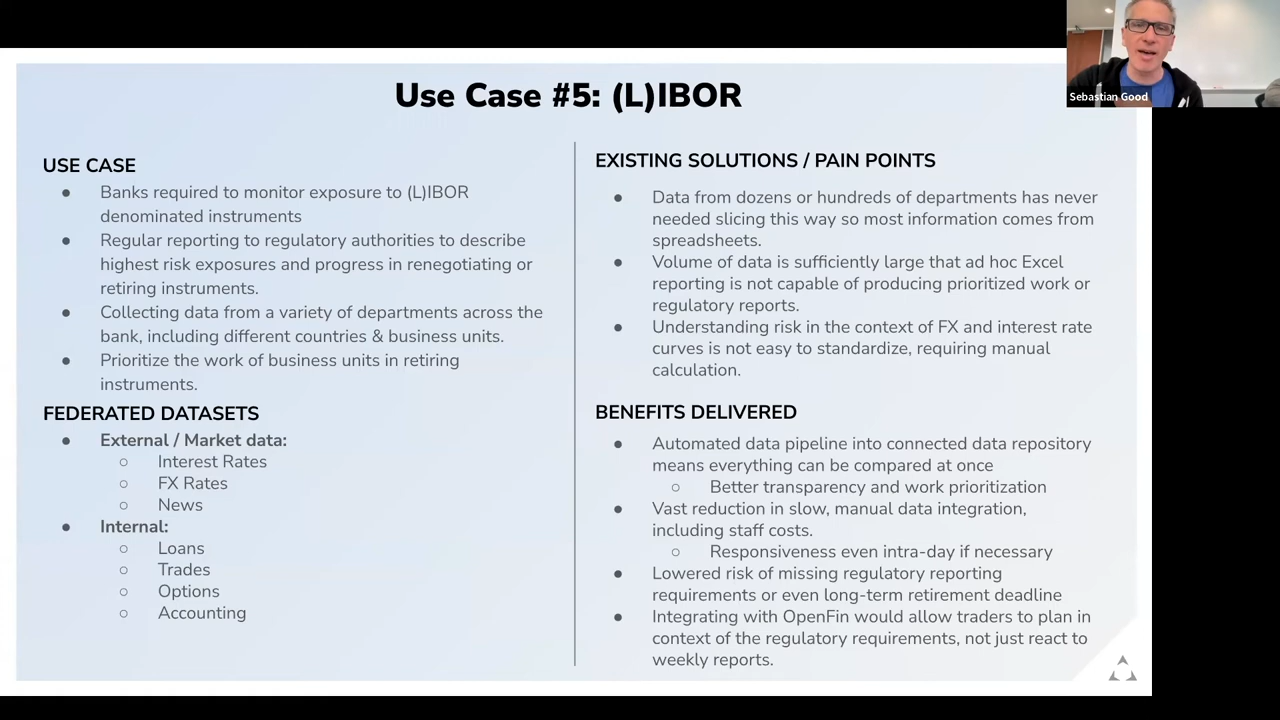 Use Case #5: (L)IBOR
Sebastian Good
USE CASE
● Banks required to monitor exposure to (L)IBOR
denominated instruments
● Regular reporting to regulatory authorities to describe
highest risk exposures and progress in renegotiating or
retiring instruments.
● Collecting data from a variety of departments across the
bank, including different countries & business units.
● Prioritize the work of business units in retiring
instruments.
FEDERATED DATASETS
● External / Market data:
○ Interest Rates
○ FX Rates
○ News
● Internal:
○ Loans
○ Trades
○ Options
○ Accounting
EXISTING SOLUTIONS / PAIN POINTS
● Data from dozens or hundreds of departments has never
needed slicing this way so most information comes from
spreadsheets.
● Volume of data is sufficiently large that ad hoc Excel
reporting is not capable of producing prioritized work or
regulatory reports.
● Understanding risk in the context of FX and interest rate
curves is not easy to standardize, requiring manual
calculation.
BENEFITS DELIVERED
● Automated data pipeline into connected data repository
means everything can be compared at once
○ Better transparency and work prioritization
● Vast reduction in slow, manual data integration,
including staff costs.
○ Responsiveness even intra-day if necessary
● Lowered risk of missing regulatory reporting
requirements or even long-term retirement deadline
● Integrating with OpenFin would allow traders to plan in
context of the regulatory requirements, not just react to
weekly reports.